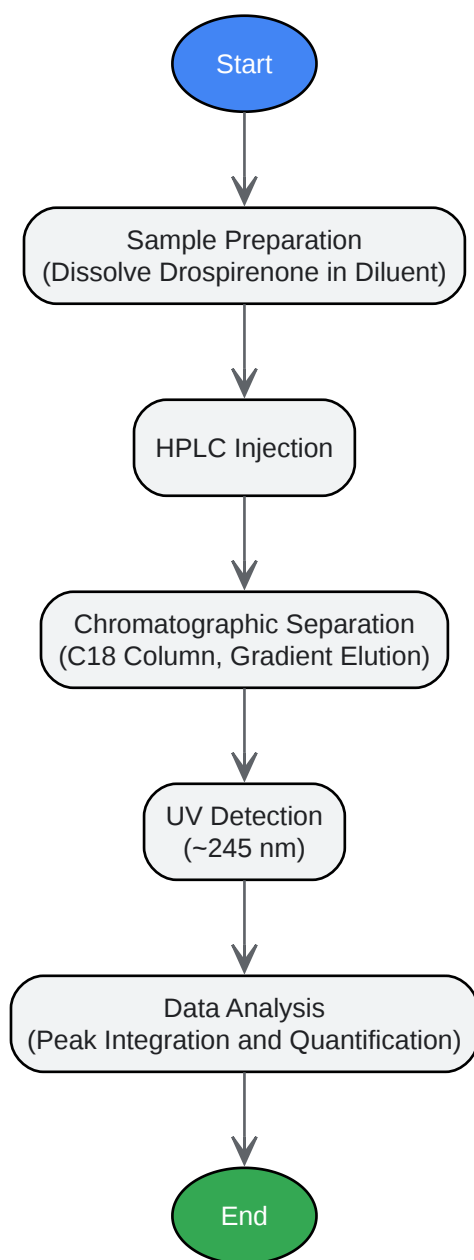 Start
Sample Preparation
(Dissolve Drospirenone in Diluent)
HPLC Injection
Chromatographic Separation
(C18 Column, Gradient Elution)
UV Detection
(~245 nm)
Data Analysis
(Peak Integration and Quantification)
End